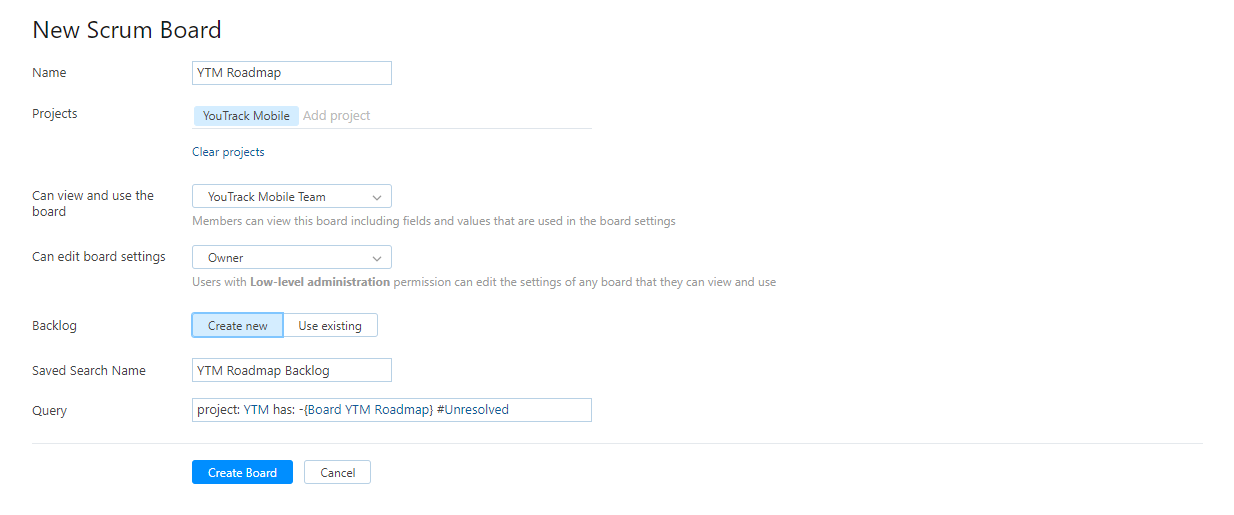 New Scrum Board
Name
YTM Roadmap
Projects
YouTrack Mobile Add project
Clear projects
Can view and use the
board
YouTrack Mobile Team
Members can view this board including fields and values that are used in the board settings
Can edit board settings
Owner
Users with Low-level administration permission can edit the settings of any board that they can view and use
Backlog
Create new Use existing
Saved Search Name
YTM Roadmap Backlog
Query
project: YTM has: -{Board YTM Roadmap} #Unresolved
Create Board Cancel